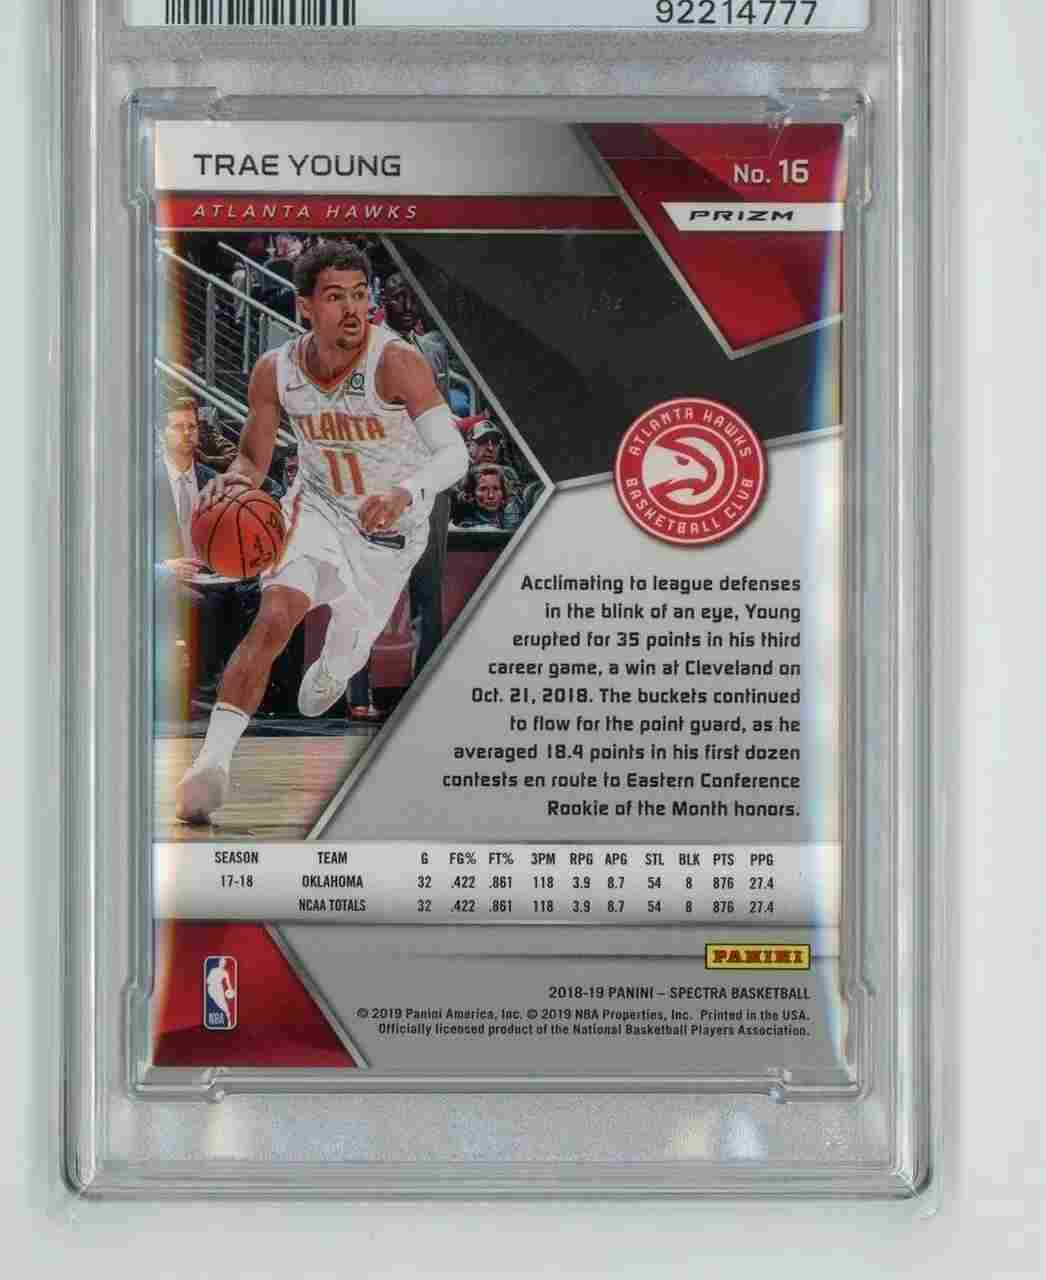 92214777
TRAE YOUNG
No. 16
ATLANTA HAWKS
PRIZM
ATLANTA HAWKS
BASKETBALL CLUB
TLANTA
11
Acclimating to league defenses
in the blink of an eye, Young
erupted for 35 points in his third
career game, a win at Cleveland on
Oct. 21, 2018. The buckets continued
to flow for the point guard, as he
averaged 18.4 points in his first dozen
contests en route to Eastern Conference
Rookie of the Month honors.
SEASON TEAM G FG% FT% 3PM RPG APG STL BLK PTS PPG
17-18 OKLAHOMA 32 .422 .861 118 3.9 8.7 54 8 876 27.4
NCAA TOTALS 32 .422 .861 118 3.9 8.7 54 8 876 27.4
PANINI
NBA
2018-19 PANINI – SPECTRA BASKETBALL
© 2019 Panini America, Inc. © 2019 NBA Properties, Inc. Printed in the USA.
Officially licensed product of the National Basketball Players Association.